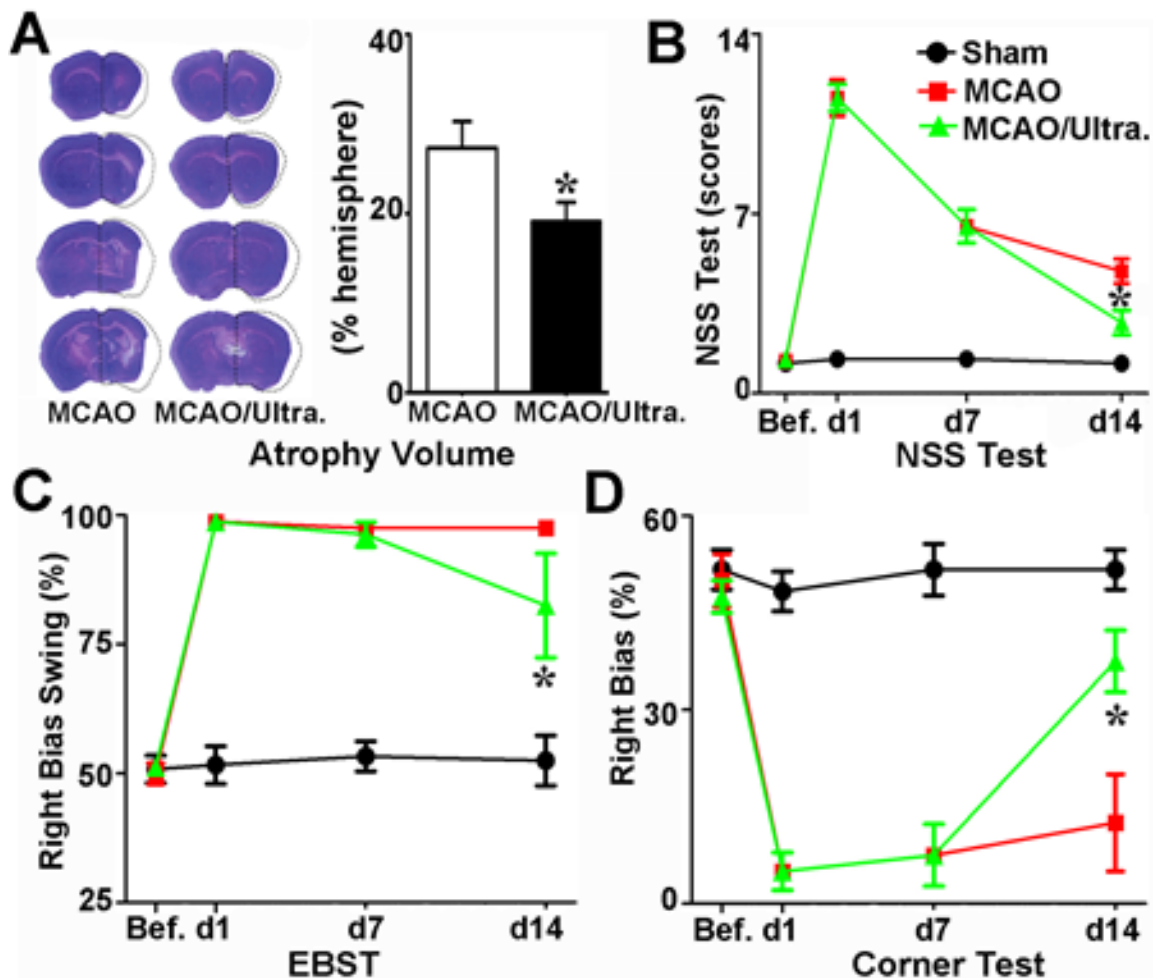 A
40
20
0
(% hemisphere)
*
MCAO
MCAO/Ultra.
MCAO
MCAO/Ultra.
Atrophy Volume
B
14
7
0
NSS Test (scores)
Sham
MCAO
MCAO/Ultra.
*
Bef. d1 d7 d14
NSS Test
C
100
75
50
25
Right Bias Swing (%)
*
Bef. d1 d7 d14
EBST
D
60
30
0
Right Bias (%)
*
Bef. d1 d7 d14
Corner Test